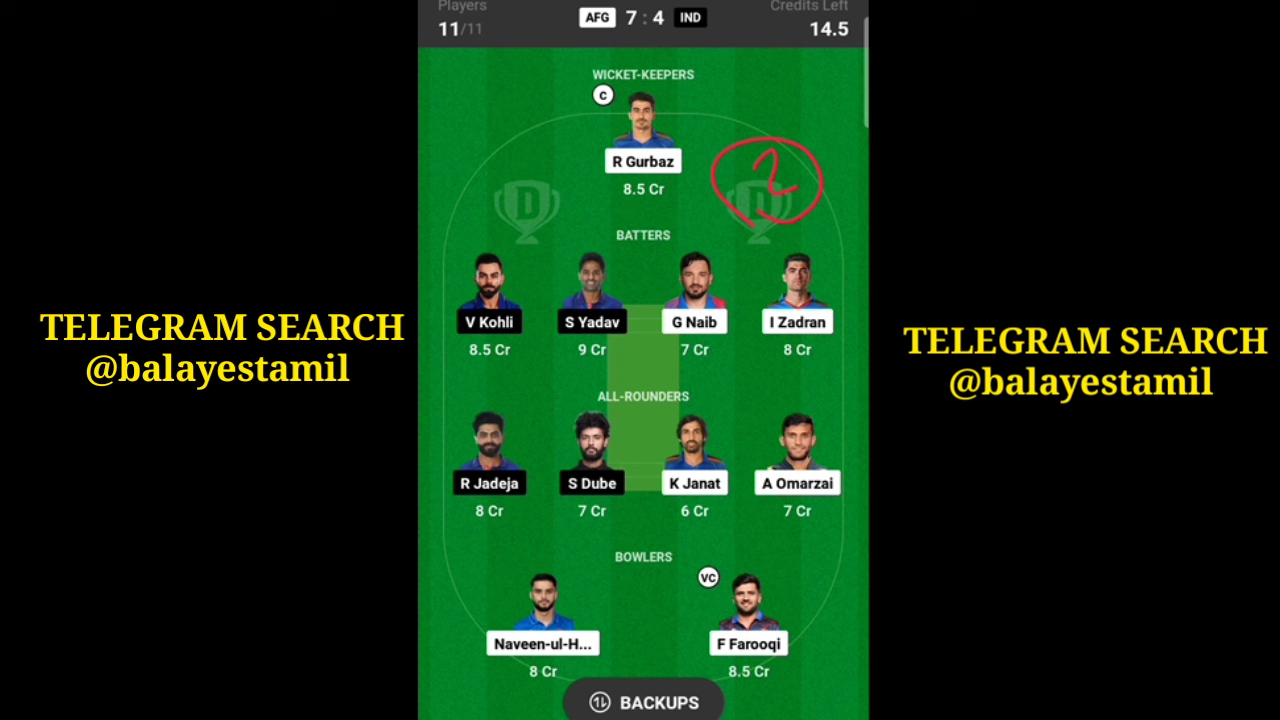 Players
Credits Left
11/11
AFG 7 : 4 IND
14.5
WICKET-KEEPERS
C
R Gurbaz
8.5 Cr
2
D D
BATTERS
V Kohli S Yadav G Naib I Zadran
8.5 Cr 9 Cr 7 Cr 8 Cr
TELEGRAM SEARCH
@balayestamil
TELEGRAM SEARCH
@balayestamil
ALL-ROUNDERS
R Jadeja S Dube K Janat A Omarzai
8 Cr 7 Cr 6 Cr 7 Cr
BOWLERS
VC
Naveen-ul-H... F Farooqi
8 Cr 8.5 Cr
BACKUPS